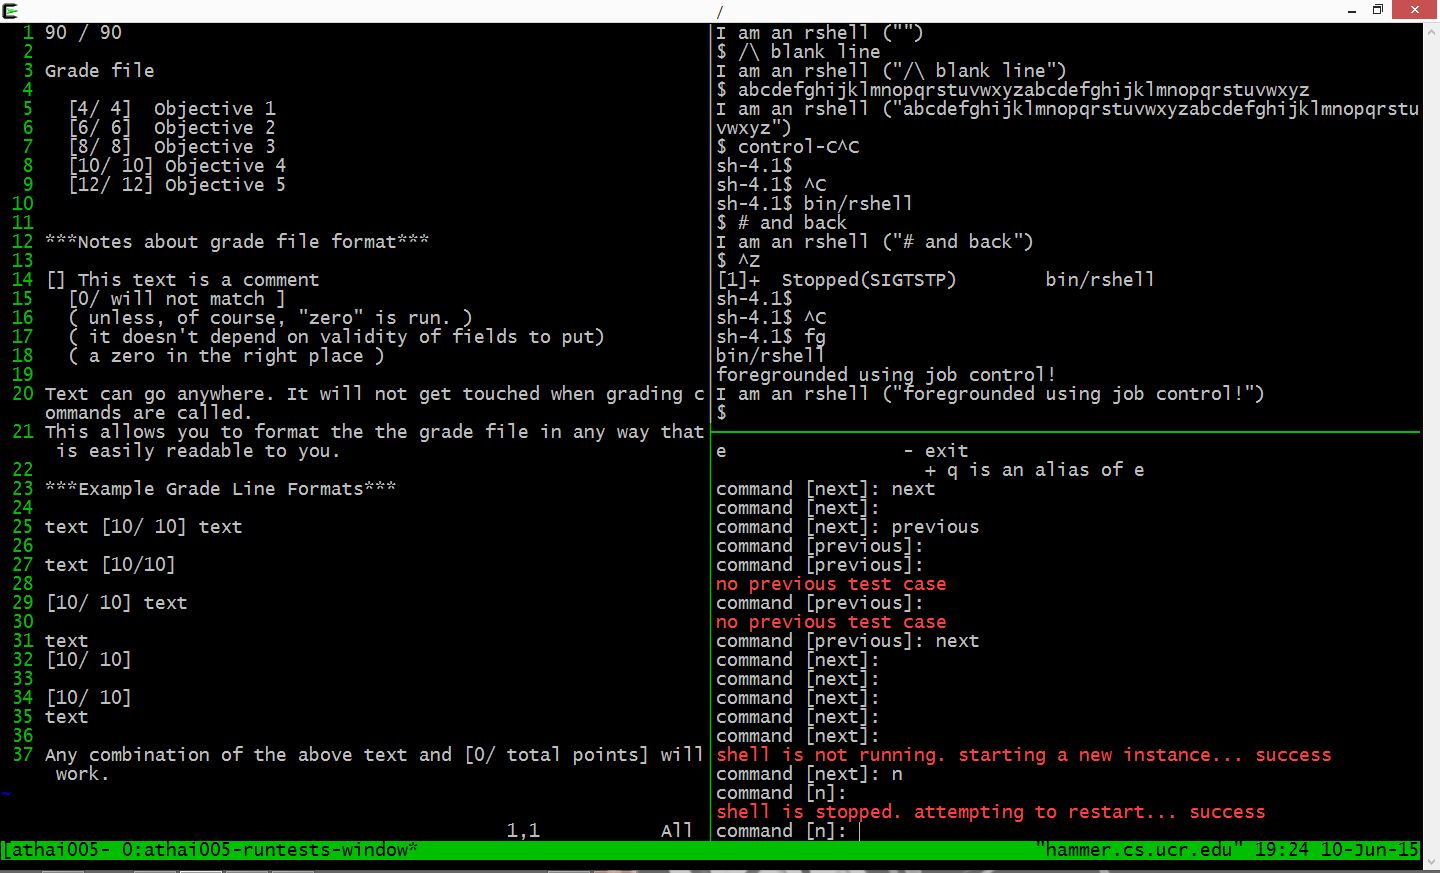 /
1 90 / 90
2
3 Grade file
4
5   [4/ 4]  Objective 1
6   [6/ 6]  Objective 2
7   [8/ 8]  Objective 3
8   [10/ 10] Objective 4
9   [12/ 12] Objective 5
10
11
12 ***Notes about grade file format***
13
14 [] This text is a comment
15   [0/ will not match ]
16   ( unless, of course, "zero" is run. )
17   ( it doesn't depend on validity of fields to put)
18   ( a zero in the right place )
19
20 Text can go anywhere. It will not get touched when grading c
ommands are called.
21 This allows you to format the the grade file in any way that
 is easily readable to you.
22
23 ***Example Grade Line Formats***
24
25 text [10/ 10] text
26
27 text [10/10]
28
29 [10/ 10] text
30
31 text
32 [10/ 10]
33
34 [10/ 10]
35 text
36
37 Any combination of the above text and [0/ total points] will
 work.
~
1,1 All
I am an rshell ("")
$ /\ blank line
I am an rshell ("/\ blank line")
$ abcdefghijklmnopqrstuvwxyzabcdefghijklmnopqrstuvwxyz
I am an rshell ("abcdefghijklmnopqrstuvwxyzabcdefghijklmnopqrstu
vwxyz")
$ control-C^C
sh-4.1$
sh-4.1$ ^C
sh-4.1$ bin/rshell
$ # and back
I am an rshell ("# and back")
$ ^Z
[1]+  Stopped(SIGTSTP)        bin/rshell
sh-4.1$
sh-4.1$ ^C
sh-4.1$ fg
bin/rshell
foregrounded using job control!
I am an rshell ("foregrounded using job control!")
$
e                - exit
                   + q is an alias of e
command [next]: next
command [next]:
command [next]: previous
command [previous]:
command [previous]:
no previous test case
command [previous]:
no previous test case
command [previous]: next
command [next]:
command [next]:
command [next]:
command [next]:
command [next]:
shell is not running. starting a new instance... success
command [next]: n
command [n]:
shell is stopped. attempting to restart... success
command [n]:
[athai005- 0:athai005-runtests-window* "hammer.cs.ucr.edu" 19:24 10-Jun-15